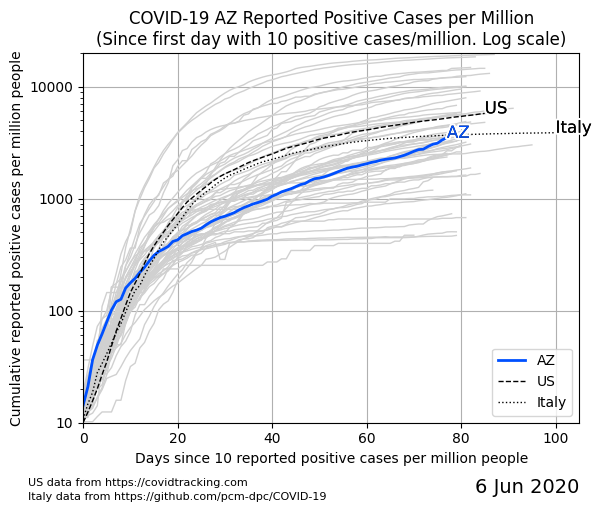 COVID-19 AZ Reported Positive Cases per Million
(Since first day with 10 positive cases/million. Log scale)
Cumulative reported positive cases per million people
10000
1000
100
10
US
AZ
Italy
AZ
US
Italy
0 20 40 60 80 100
Days since 10 reported positive cases per million people
US data from https://covidtracking.com
Italy data from https://github.com/pcm-dpc/COVID-19
6 Jun 2020